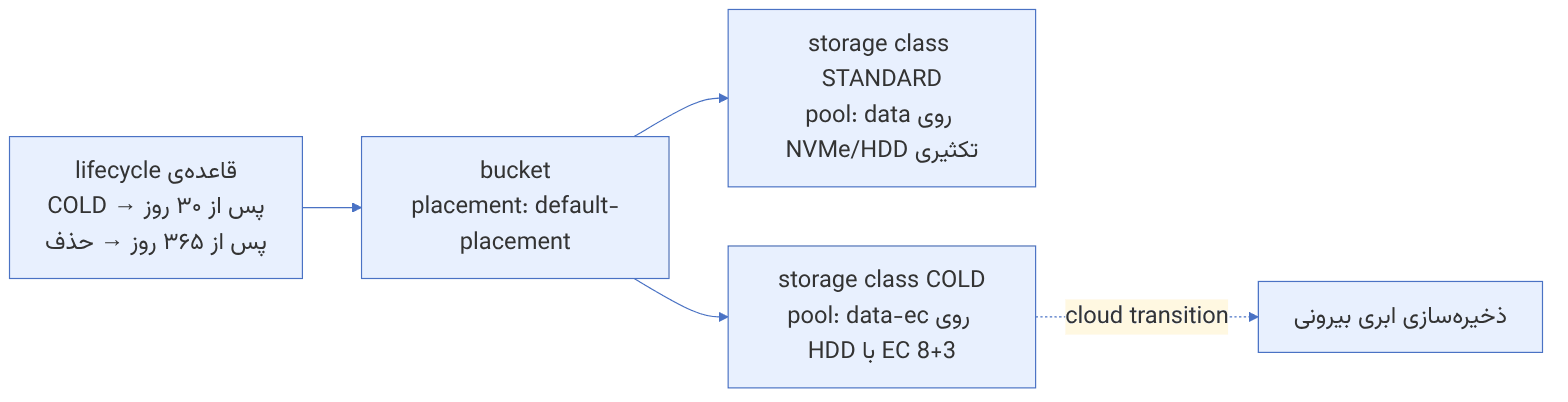 قاعده‌ی lifecycle
پس از ۳۰ روز → COLD
پس از ۳۶۵ روز → حذف
bucket
placement: default-
placement
storage class
STANDARD
pool: data روی
NVMe/HDD تکثیری
storage class COLD
pool: data-ec روی
HDD با EC 8+3
cloud transition
ذخیره‌سازی ابری بیرونی